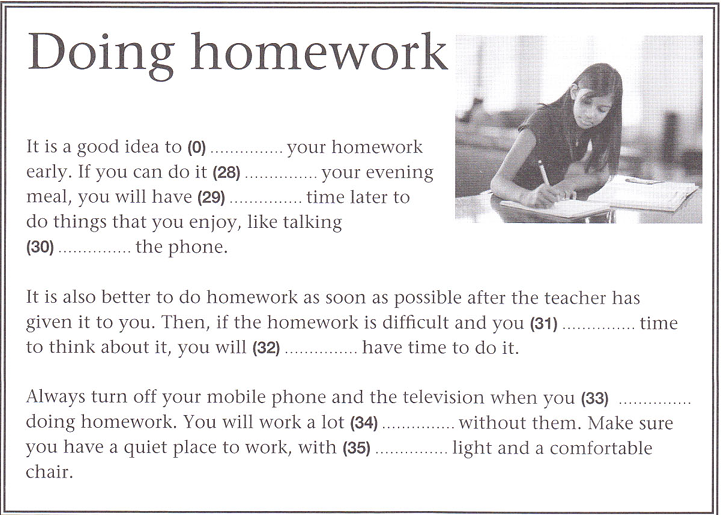 Doing homework
It is a good idea to (0) ............... your homework
early. If you can do it (28) ............... your evening
meal, you will have (29) ............... time later to
do things that you enjoy, like talking
(30) ............... the phone.
It is also better to do homework as soon as possible after the teacher has
given it to you. Then, if the homework is difficult and you (31) ............... time
to think about it, you will (32) ............... have time to do it.
Always turn off your mobile phone and the television when you (33) ...............
doing homework. You will work a lot (34) ............... without them. Make sure
you have a quiet place to work, with (35) ............... light and a comfortable
chair.